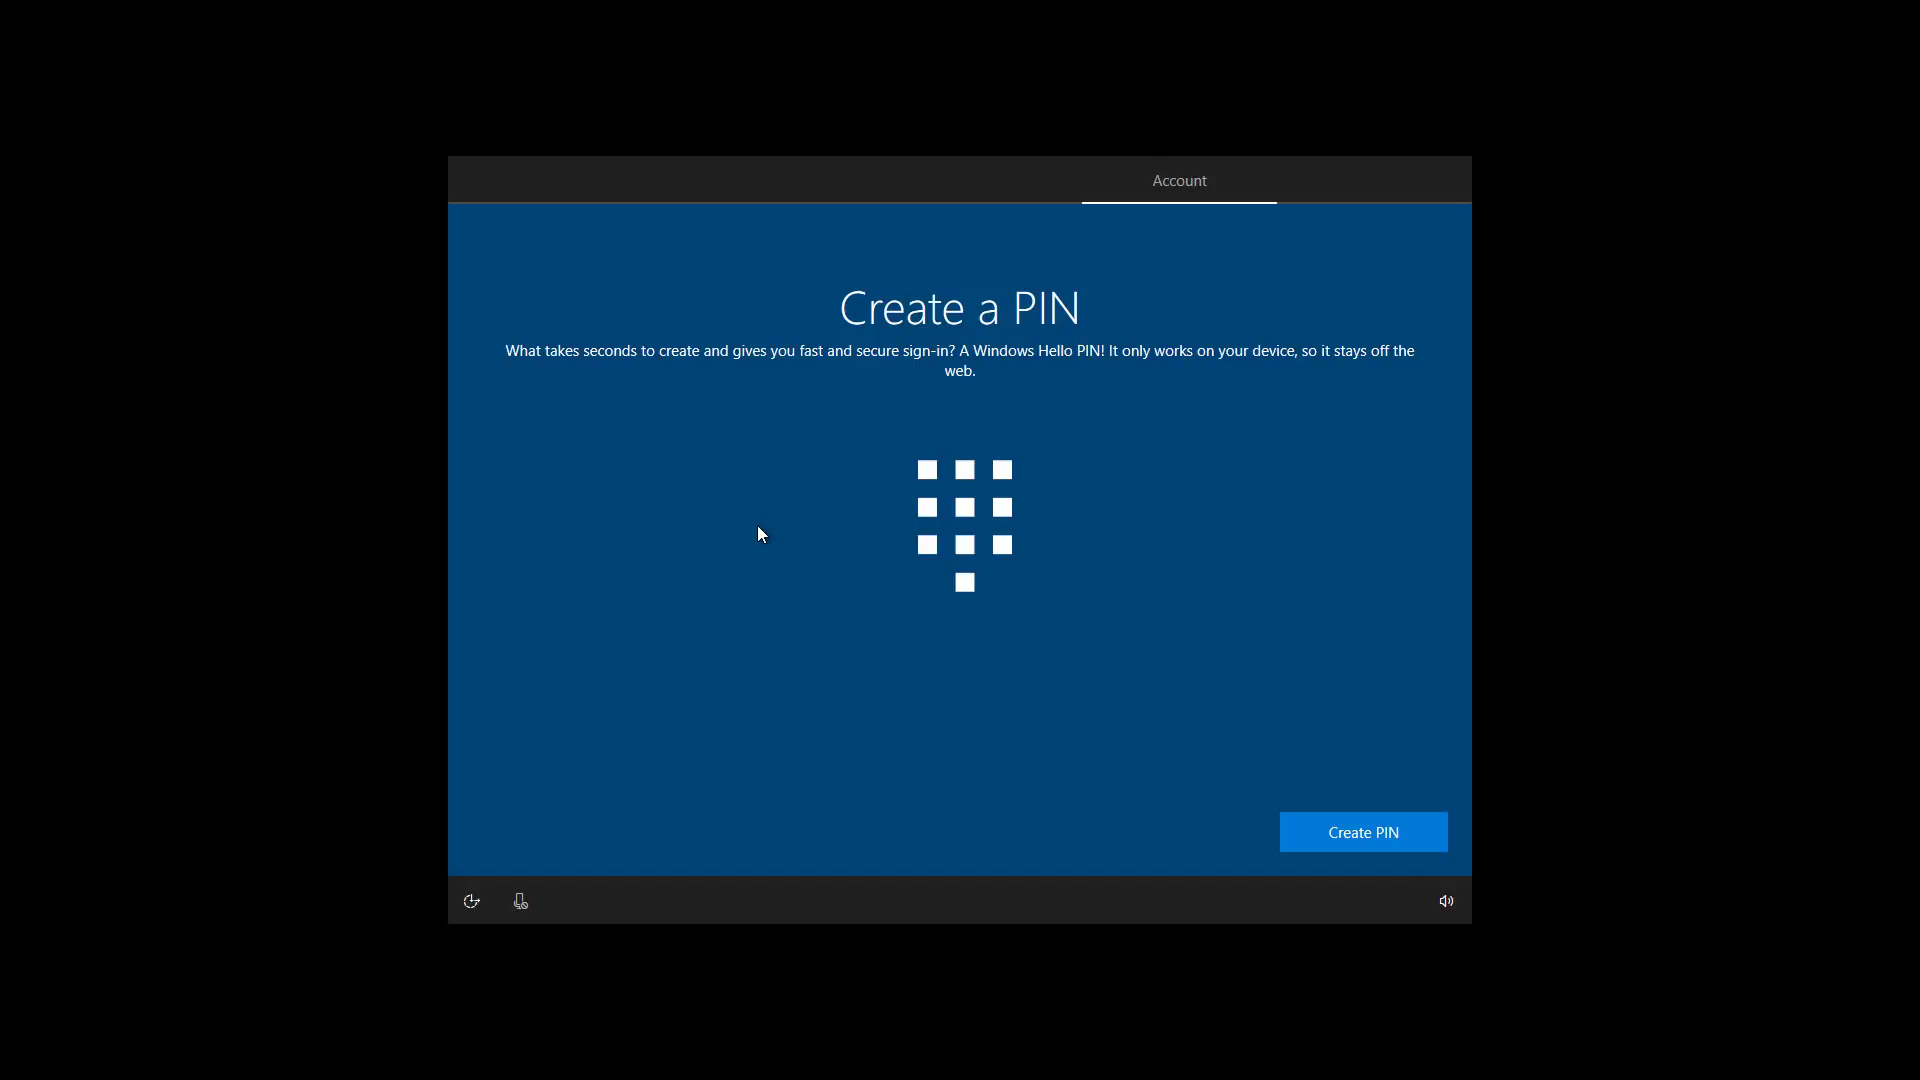 Account
Create a PIN
What takes seconds to create and gives you fast and secure sign-in? A Windows Hello PIN! It only works on your device, so it stays off the
web.
Create PIN